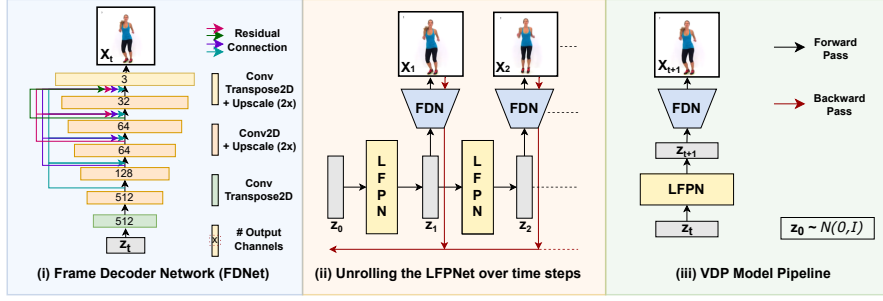 X_t
Residual
Connection
3
32
64
64
128
512
512
z_t
Conv
Transpose2D
+ Upscale (2x)
Conv2D
+ Upscale (2x)
Conv
Transpose2D
X
# Output
Channels
(i) Frame Decoder Network (FDNet)
X_1
X_2
FDN
FDN
LFPN
LFPN
z_0
z_1
z_2
(ii) Unrolling the LFPNet over time steps
X_{t+1}
FDN
z_{t+1}
LFPN
z_t
Forward
Pass
Backward
Pass
z_0 ~ N(0,I)
(iii) VDP Model Pipeline